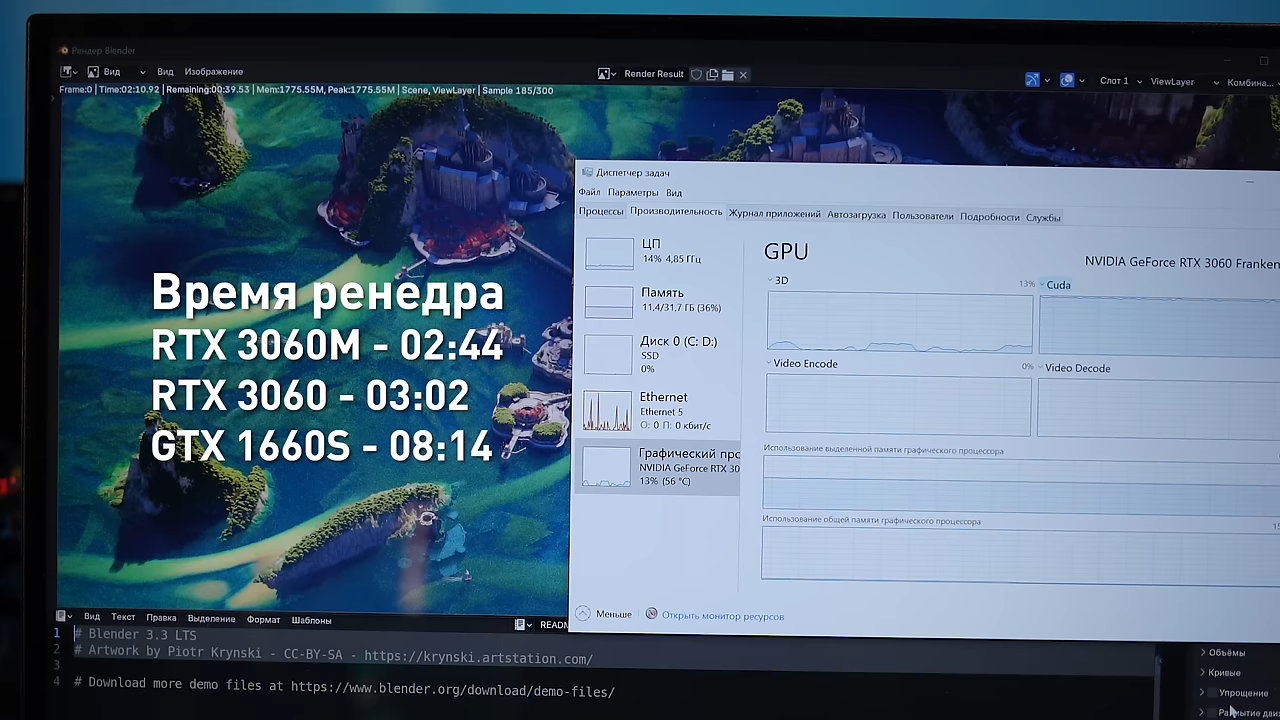 Рендер Blender
Вид Вид Изображение Render Result Слот 1 ViewLayer Комбина...
Frame:0 | Time:02:10.92 | Remaining:00:39.53 | Mem:1775.55M, Peak:1775.55M | Scene, ViewLayer | Sample 185/300
Время ренедра
RTX 3060M - 02:44
RTX 3060 - 03:02
GTX 1660S - 08:14
Диспетчер задач
Файл Параметры Вид
Процессы Производительность Журнал приложений Автозагрузка Пользователи Подробности Службы
ЦП
14% 4,85 ГГц
Память
11,4/31,7 ГБ (36%)
Диск 0 (C: D:)
SSD
0%
Ethernet
Ethernet 5
О: 0 П: 0 кбит/с
Графический прс
NVIDIA GeForce RTX 30
13% (56 °C)
GPU
NVIDIA GeForce RTX 3060 Franken
3D 13% Cuda
Video Encode 0% Video Decode
Использование выделенной памяти графического процессора
Использование общей памяти графического процессора
Меньше Открыть монитор ресурсов
Вид Текст Правка Выделение Формат Шаблоны READM
1 # Blender 3.3 LTS
2 # Artwork by Piotr Krynski - CC-BY-SA - https://krynski.artstation.com/
3
4 # Download more demo files at https://www.blender.org/download/demo-files/
Объёмы
Кривые
Упрощение
Размытие дви